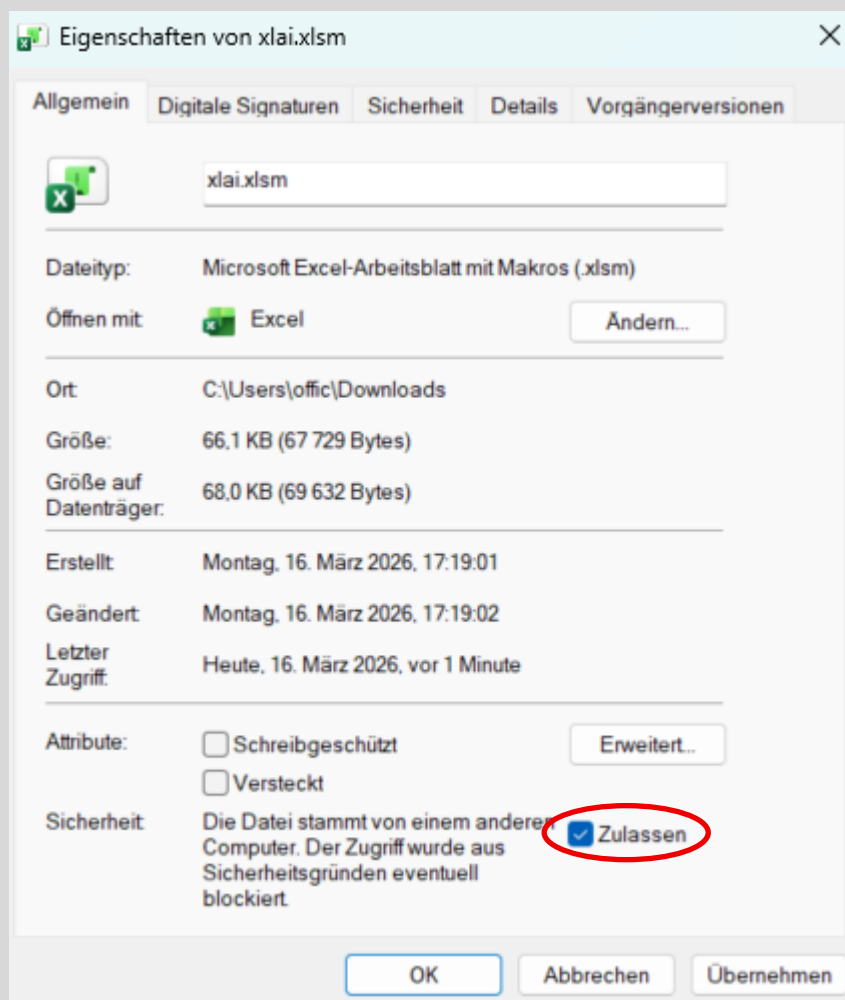 Eigenschaften von xlai.xlsm
Allgemein Digitale Signaturen Sicherheit Details Vorgängerversionen
xlai.xlsm
Dateityp: Microsoft Excel-Arbeitsblatt mit Makros (.xlsm)
Öffnen mit: Excel Ändern...
Ort: C:\Users\offic\Downloads
Größe: 66,1 KB (67 729 Bytes)
Größe auf
Datenträger: 68,0 KB (69 632 Bytes)
Erstellt: Montag, 16. März 2026, 17:19:01
Geändert: Montag, 16. März 2026, 17:19:02
Letzter
Zugriff: Heute, 16. März 2026, vor 1 Minute
Attribute: Schreibgeschützt Erweitert...
Versteckt
Sicherheit: Die Datei stammt von einem anderen Zulassen
Computer. Der Zugriff wurde aus
Sicherheitsgründen eventuell
blockiert.
OK Abbrechen Übernehmen